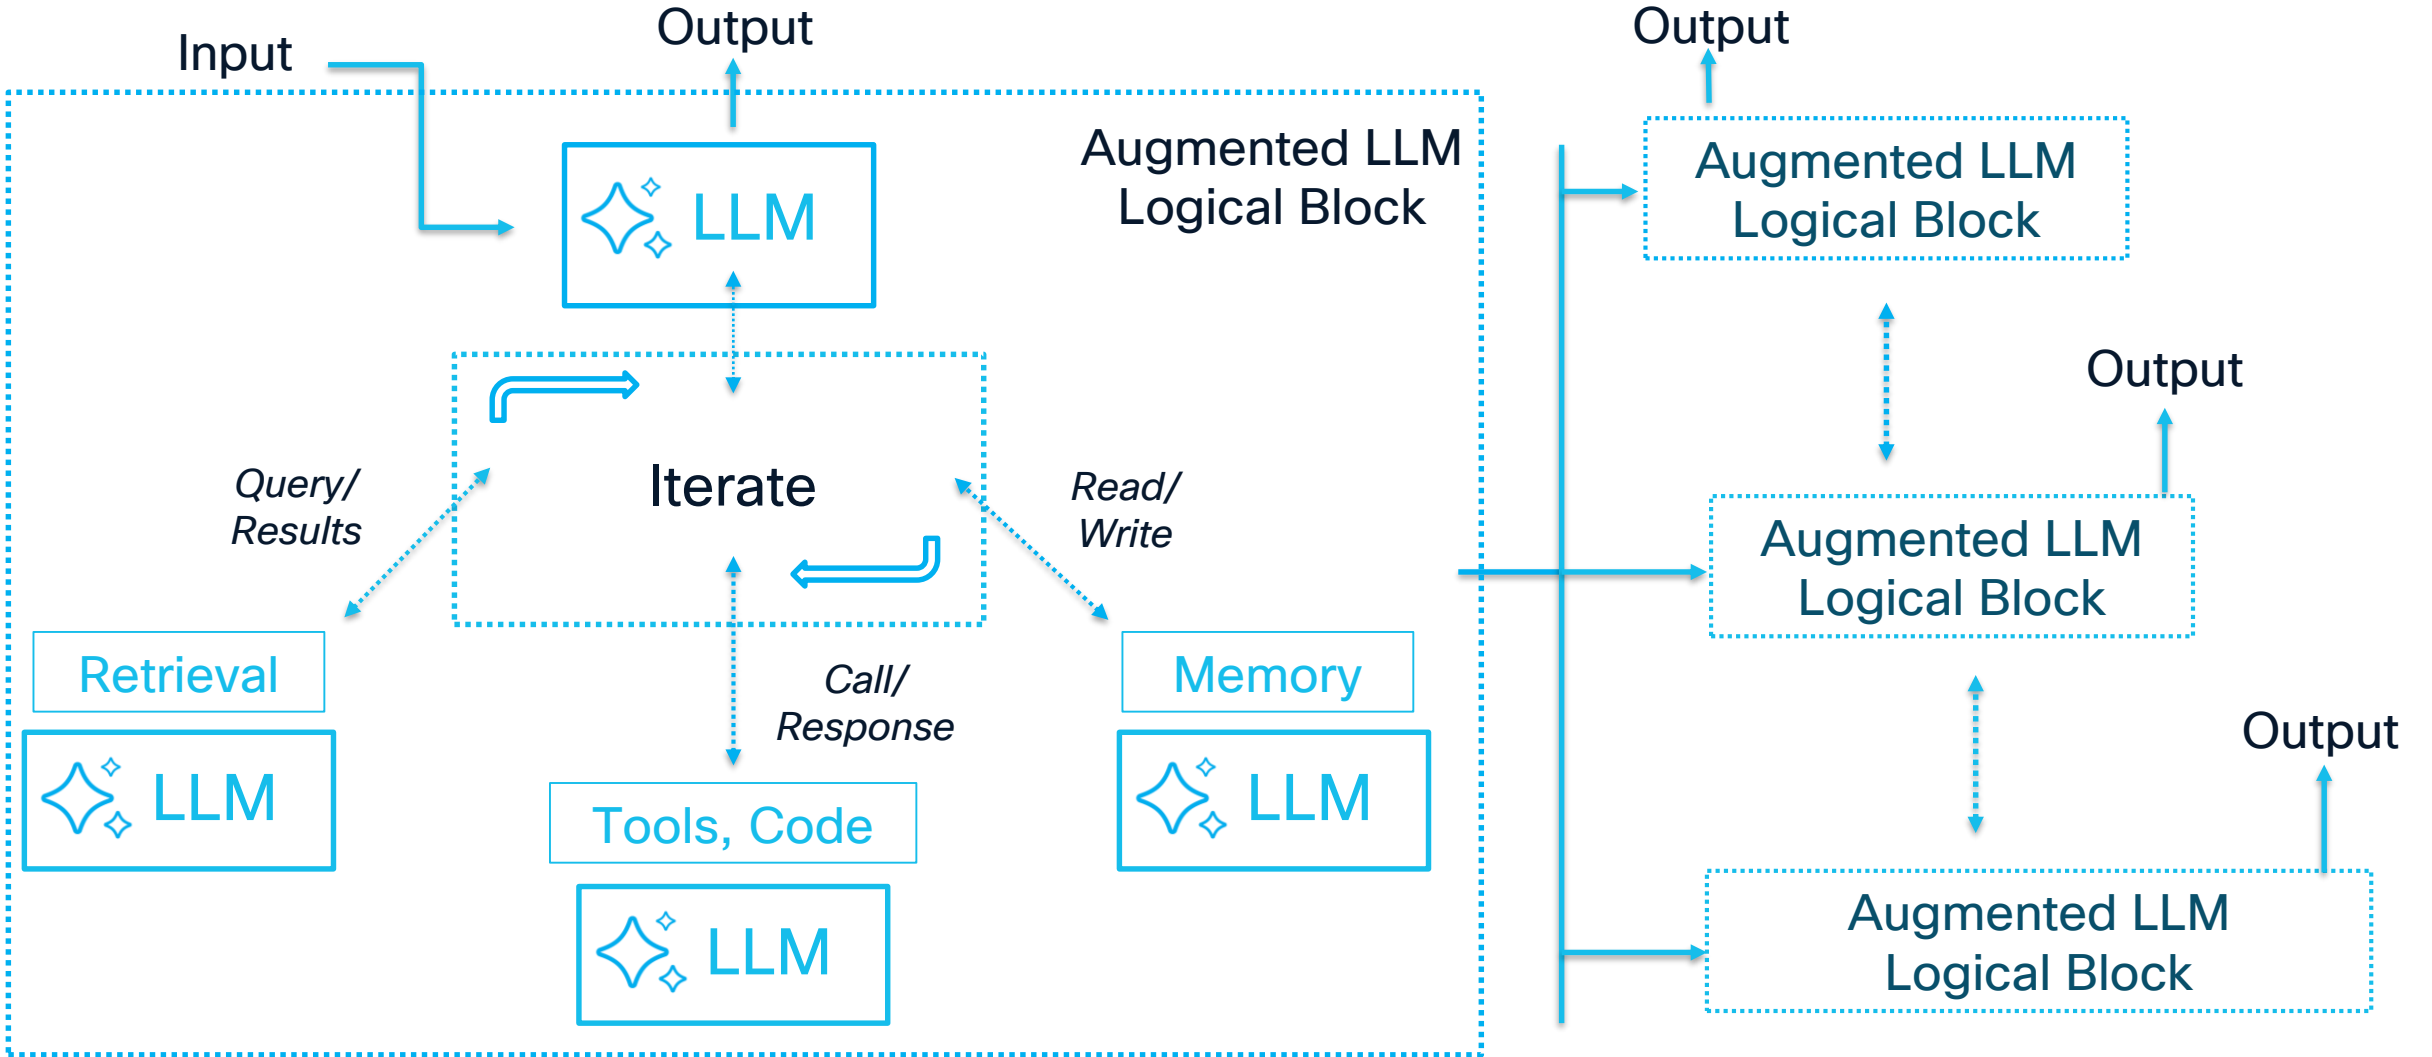 Input
Output
LLM
Augmented LLM
Logical Block
Iterate
Query/
Results
Read/
Write
Call/
Response
Retrieval
LLM
Tools, Code
LLM
Memory
LLM
Output
Augmented LLM
Logical Block
Output
Augmented LLM
Logical Block
Output
Augmented LLM
Logical Block